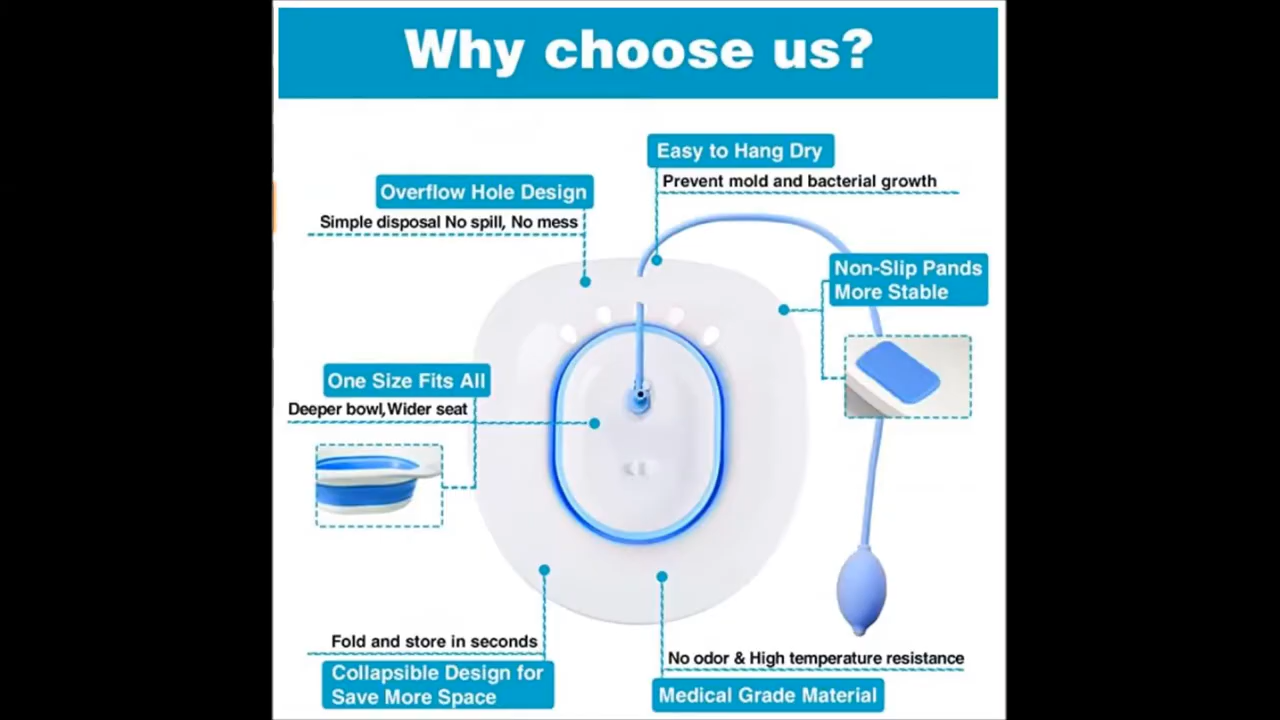 Why choose us?
Easy to Hang Dry
Prevent mold and bacterial growth
Overflow Hole Design
Simple disposal No spill, No mess
Non-Slip Pands
More Stable
One Size Fits All
Deeper bowl,Wider seat
Fold and store in seconds
Collapsible Design for
Save More Space
No odor & High temperature resistance
Medical Grade Material